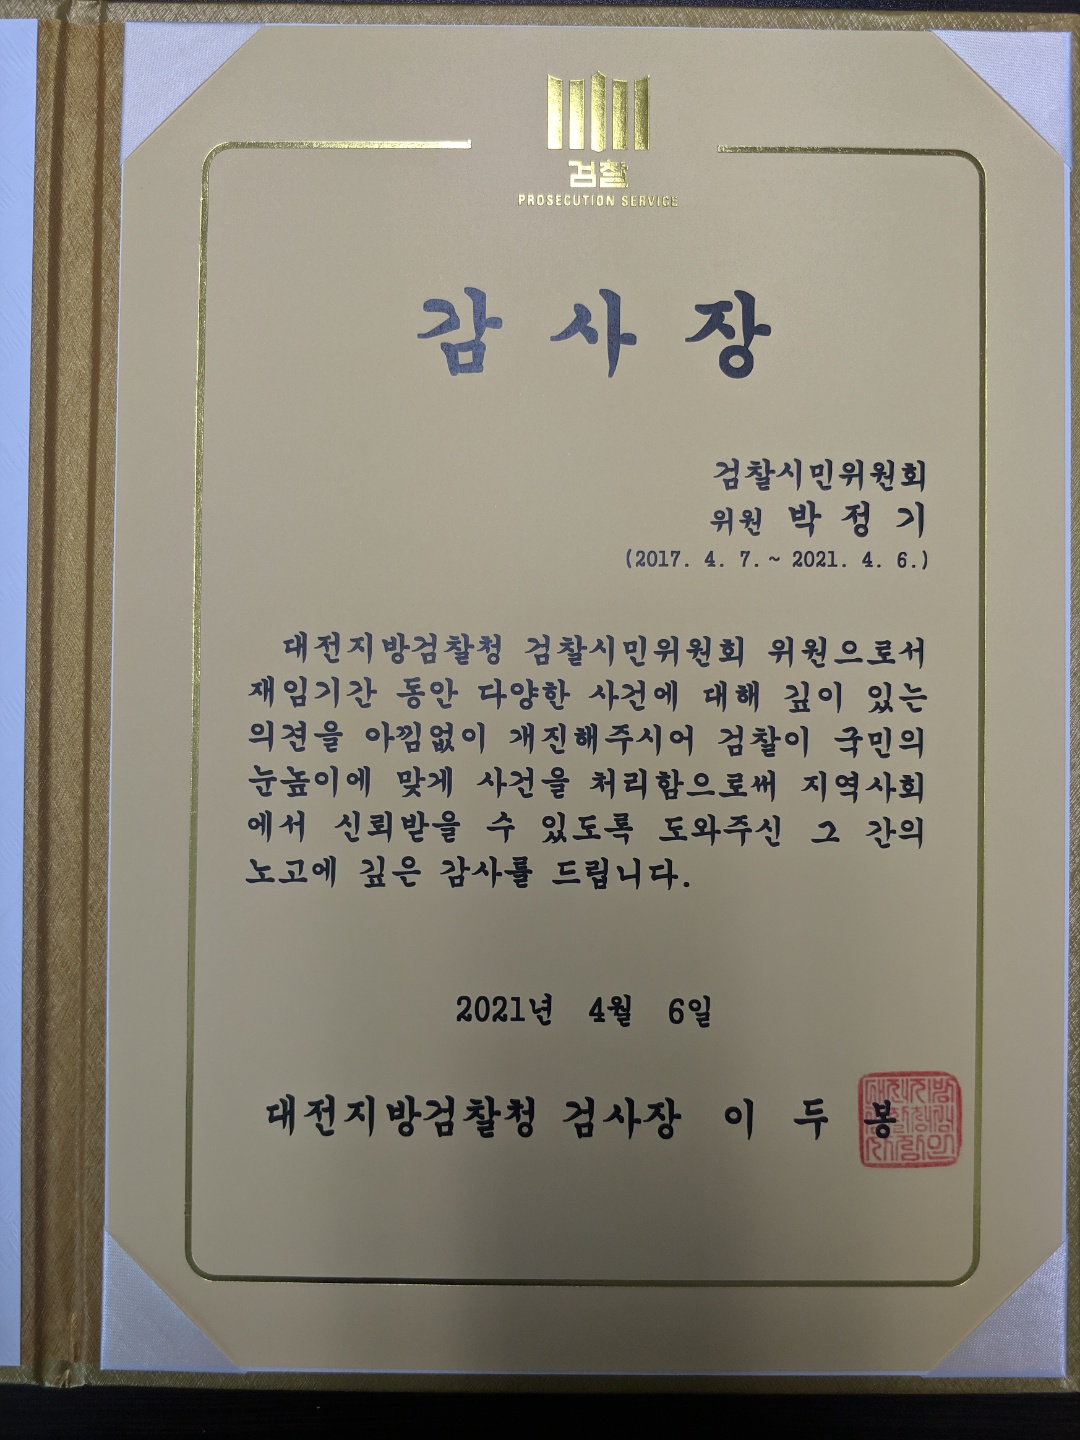 검찰
PROSECUTION SERVICE
감 사 장
검찰시민위원회
위원 박 정 기
(2017. 4. 7. ~ 2021. 4. 6.)
대전지방검찰청 검찰시민위원회 위원으로서
재임기간 동안 다양한 사건에 대해 깊이 있는
의견을 아낌없이 개진해주시어 검찰이 국민의
눈높이에 맞게 사건을 처리함으로써 지역사회
에서 신뢰받을 수 있도록 도와주신 그 간의
노고에 깊은 감사를 드립니다.
2021년 4월 6일
대전지방검찰청 검사장 이 두 봉